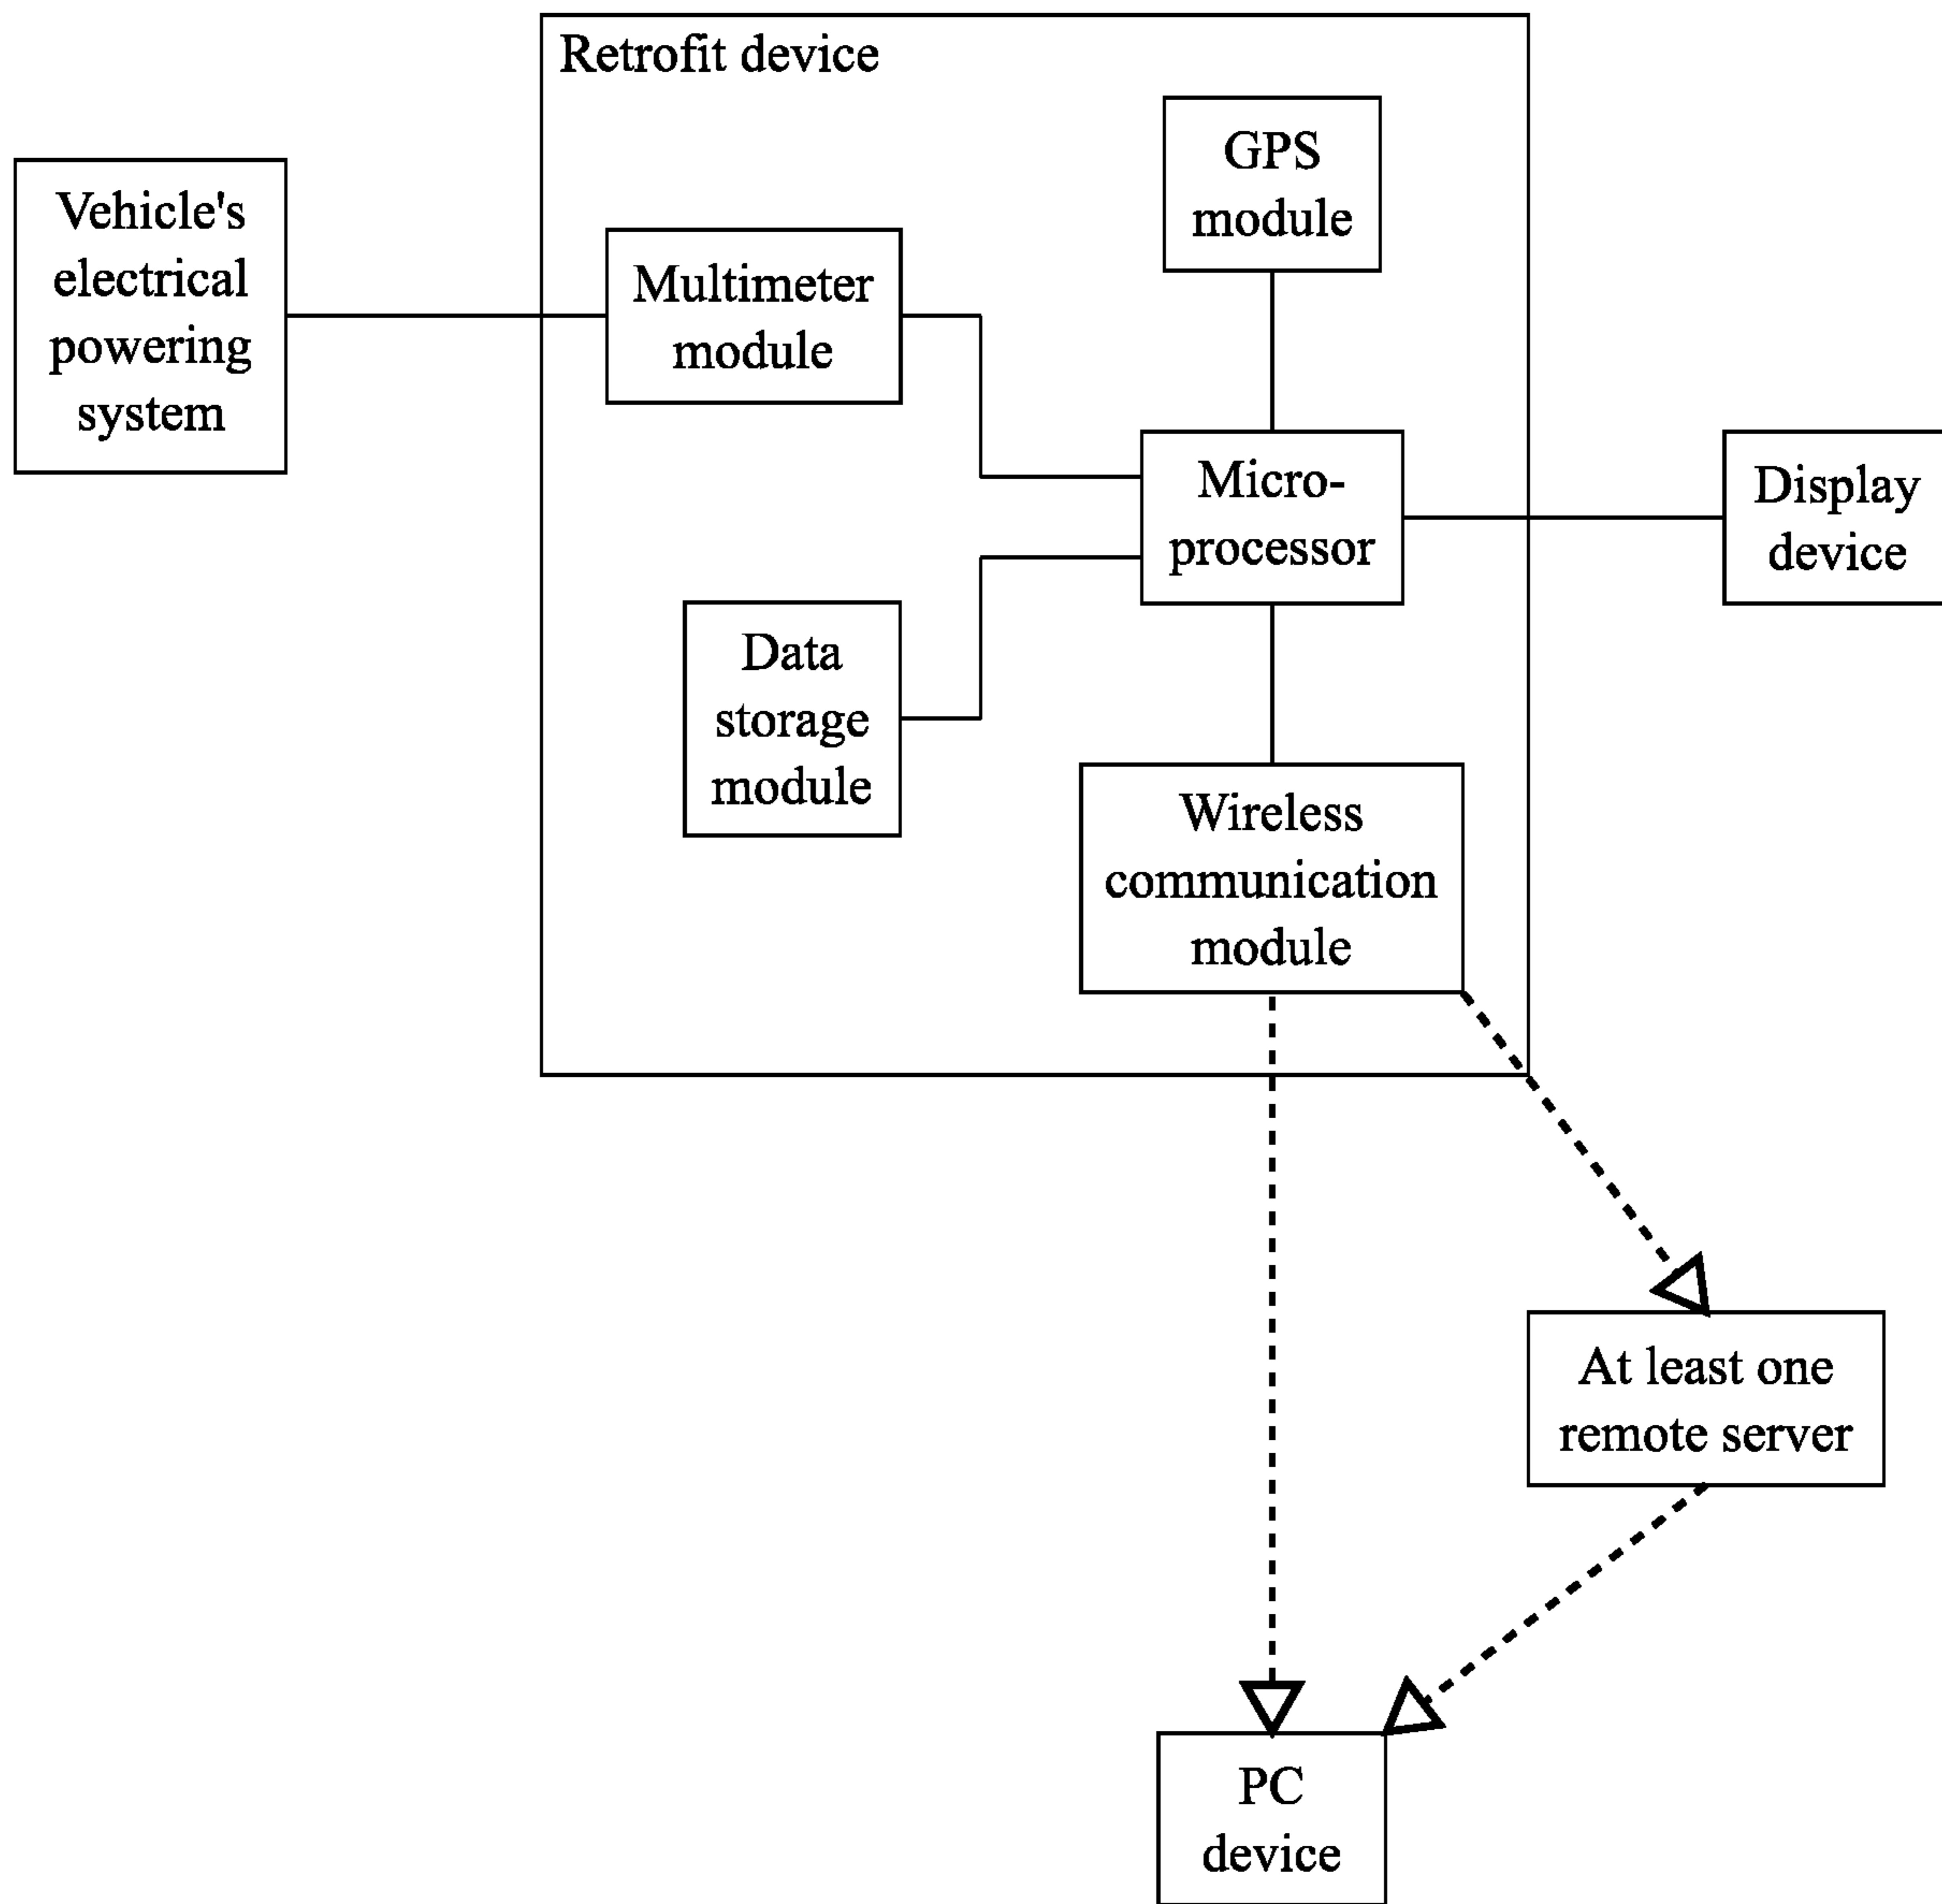 Retrofit device
GPS
module
Vehicle's
electrical
powering
system
Multimeter
module
Micro-
processor
Display
device
Data
storage
module
Wireless
communication
module
At least one
remote server
PC
device